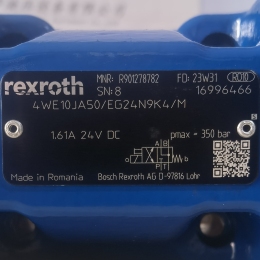 rexroth
MNR: R901278782 FD: 23W31 RO10
SN: 8 16996466
4WE10JA50/EG24N9K4/M
1.61A 24V DC pmax = 350 bar
A B
P T
Made in Romania Bosch Rexroth AG D-97816 Lohr